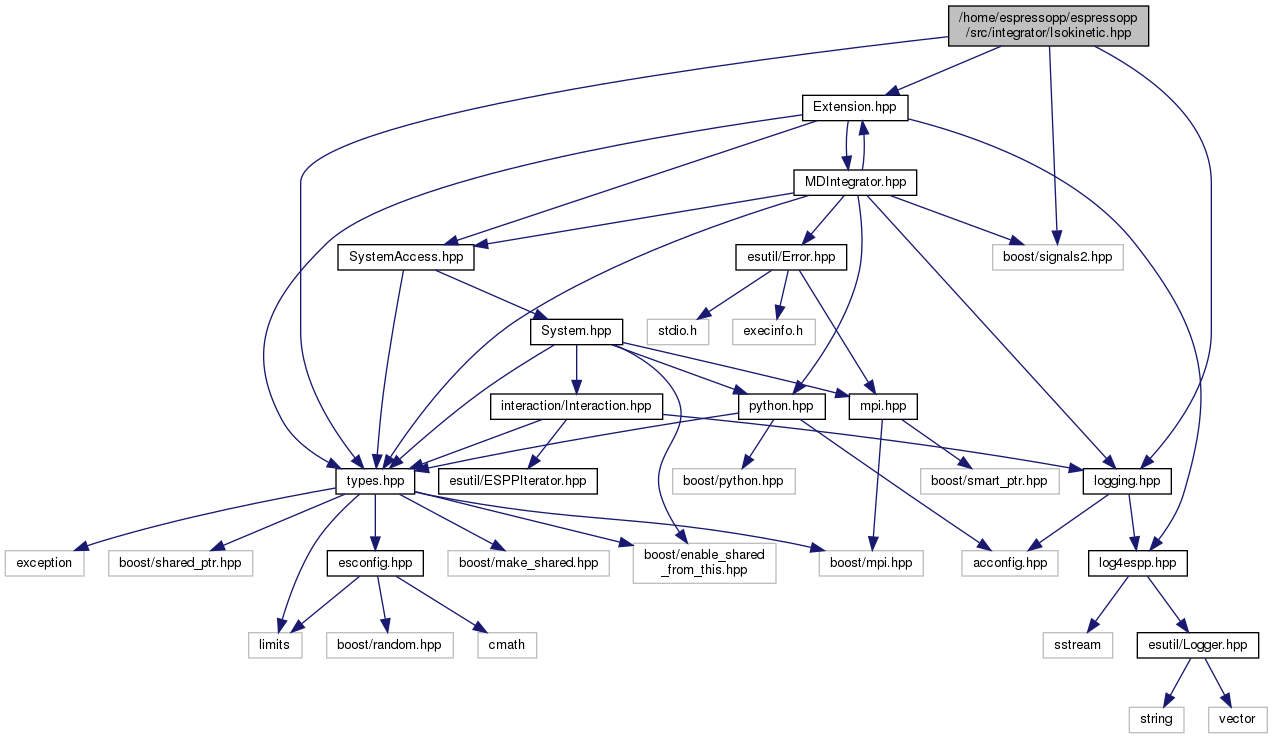 /home/espressopp/espressopp
/src/integrator/Isokinetic.hpp
Extension.hpp
MDIntegrator.hpp
SystemAccess.hpp
esutil/Error.hpp
boost/signals2.hpp
System.hpp
stdio.h
execinfo.h
interaction/Interaction.hpp
python.hpp
mpi.hpp
types.hpp
esutil/ESPPIterator.hpp
boost/python.hpp
boost/smart_ptr.hpp
logging.hpp
exception
boost/shared_ptr.hpp
esconfig.hpp
boost/make_shared.hpp
boost/enable_shared
_from_this.hpp
boost/mpi.hpp
acconfig.hpp
log4espp.hpp
limits
boost/random.hpp
cmath
sstream
esutil/Logger.hpp
string
vector